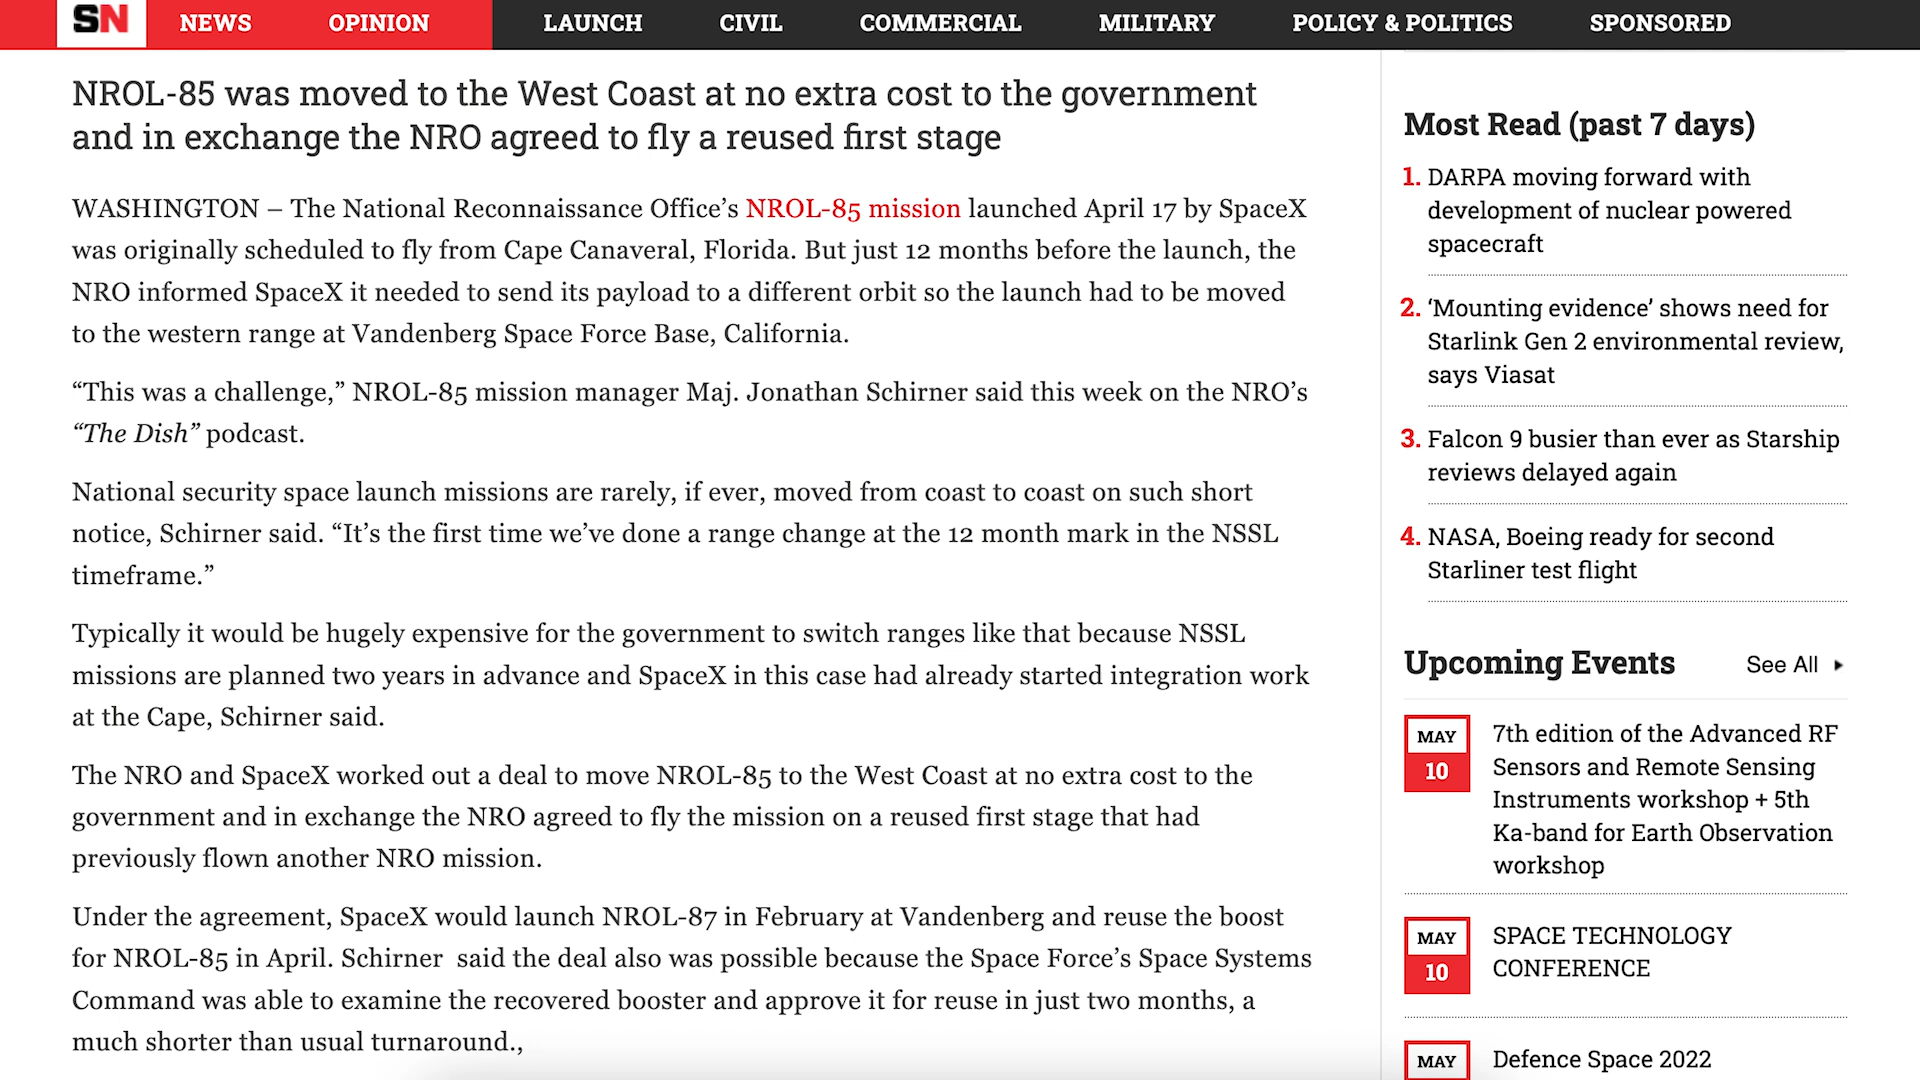 SN NEWS OPINION LAUNCH CIVIL COMMERCIAL MILITARY POLICY & POLITICS SPONSORED
NROL-85 was moved to the West Coast at no extra cost to the government
and in exchange the NRO agreed to fly a reused first stage
WASHINGTON – The National Reconnaissance Office’s NROL-85 mission launched April 17 by SpaceX
was originally scheduled to fly from Cape Canaveral, Florida. But just 12 months before the launch, the
NRO informed SpaceX it needed to send its payload to a different orbit so the launch had to be moved
to the western range at Vandenberg Space Force Base, California.
“This was a challenge,” NROL-85 mission manager Maj. Jonathan Schirner said this week on the NRO’s
“The Dish” podcast.
National security space launch missions are rarely, if ever, moved from coast to coast on such short
notice, Schirner said. “It’s the first time we’ve done a range change at the 12 month mark in the NSSL
timeframe.”
Typically it would be hugely expensive for the government to switch ranges like that because NSSL
missions are planned two years in advance and SpaceX in this case had already started integration work
at the Cape, Schirner said.
The NRO and SpaceX worked out a deal to move NROL-85 to the West Coast at no extra cost to the
government and in exchange the NRO agreed to fly the mission on a reused first stage that had
previously flown another NRO mission.
Under the agreement, SpaceX would launch NROL-87 in February at Vandenberg and reuse the boost
for NROL-85 in April. Schirner  said the deal also was possible because the Space Force’s Space Systems
Command was able to examine the recovered booster and approve it for reuse in just two months, a
much shorter than usual turnaround.,
Most Read (past 7 days)
1. DARPA moving forward with
development of nuclear powered
spacecraft
2. ‘Mounting evidence’ shows need for
Starlink Gen 2 environmental review,
says Viasat
3. Falcon 9 busier than ever as Starship
reviews delayed again
4. NASA, Boeing ready for second
Starliner test flight
Upcoming Events See All
MAY
10
7th edition of the Advanced RF
Sensors and Remote Sensing
Instruments workshop + 5th
Ka-band for Earth Observation
workshop
MAY
10
SPACE TECHNOLOGY
CONFERENCE
MAY
Defence Space 2022